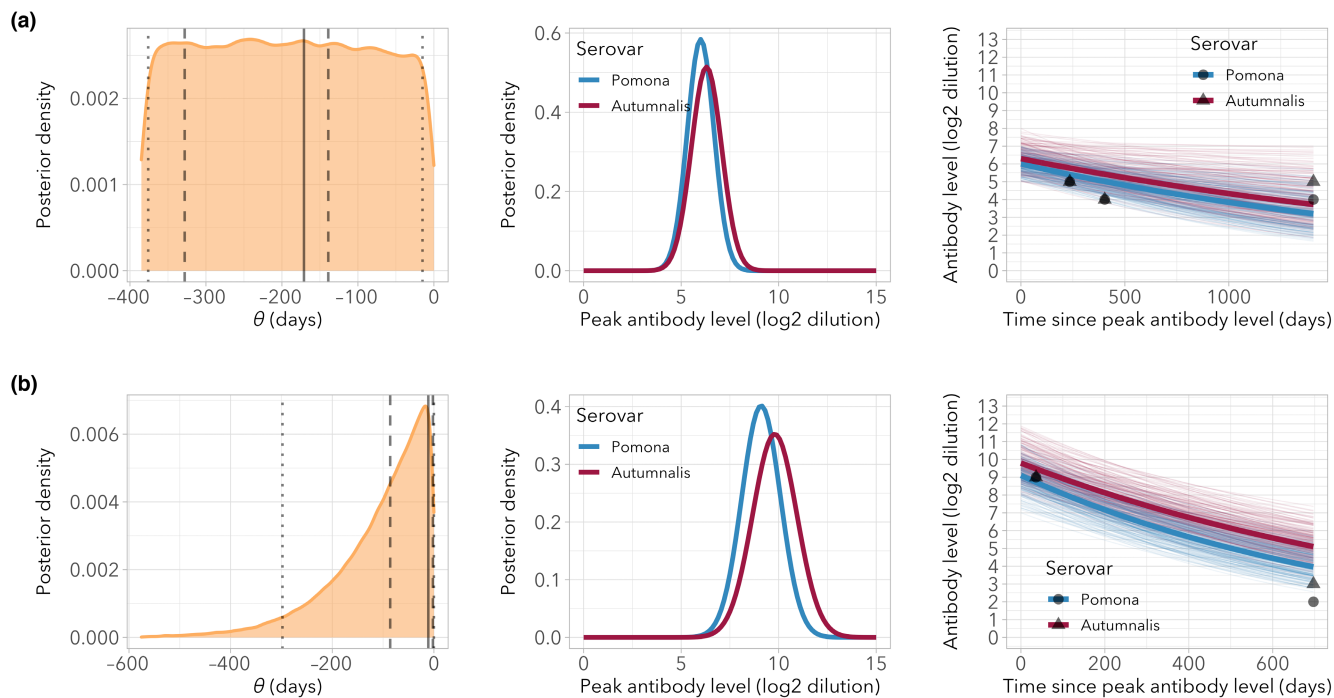 (a)
Posterior density
0.002
0.001
0.000
−400
−300
−200
−100
0
θ (days)
Posterior density
0.6
0.4
0.2
0.0
Serovar
Pomona
Autumnalis
0
5
10
15
Peak antibody level (log2 dilution)
Antibody level (log2 dilution)
13
12
11
10
9
8
7
6
5
4
3
2
1
0
Serovar
Pomona
Autumnalis
0
500
1000
Time since peak antibody level (days)
(b)
Posterior density
0.006
0.004
0.002
0.000
−600
−400
−200
0
θ (days)
Posterior density
0.4
0.3
0.2
0.1
0.0
Serovar
Pomona
Autumnalis
0
5
10
15
Peak antibody level (log2 dilution)
Antibody level (log2 dilution)
13
12
11
10
9
8
7
6
5
4
3
2
1
0
Serovar
Pomona
Autumnalis
0
200
400
600
Time since peak antibody level (days)